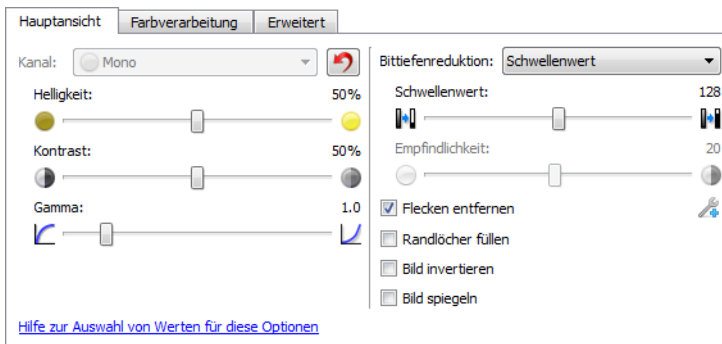 Hauptansicht Farbverarbeitung Erweitert
Kanal: Mono
Helligkeit: 50%
Kontrast: 50%
Gamma: 1.0
Hilfe zur Auswahl von Werten für diese Optionen
Bittiefenreduktion: Schwellenwert
Schwellenwert: 128
Empfindlichkeit: 20
Flecken entfernen
Randlöcher füllen
Bild invertieren
Bild spiegeln